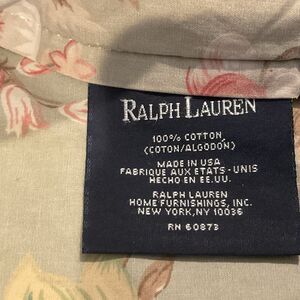 RALPH LAUREN
100% COTTON
(COTON/ALGODON)
MADE IN USA
FABRIQUE AUX ETATS-UNIS
HECHO EN EE.UU.
RALPH LAUREN
HOME FURNISHINGS, INC.
NEW YORK, NY 10036
RN 60873